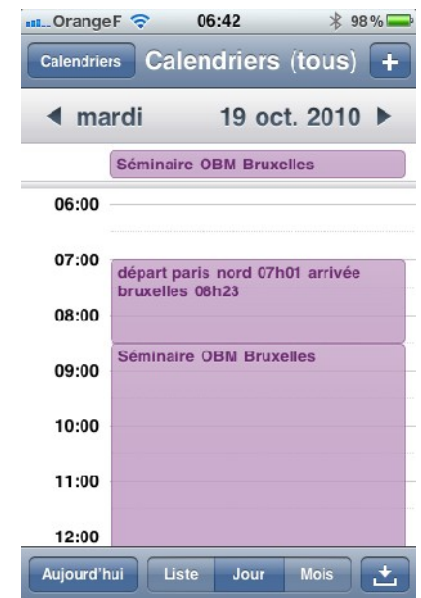 OrangeF 06:42 98 %
Calendriers Calendriers (tous) +
mardi 19 oct. 2010
Séminaire OBM Bruxelles
06:00
07:00
départ paris nord 07h01 arrivée
bruxelles 08h23
08:00
Séminaire OBM Bruxelles
09:00
10:00
11:00
12:00
Aujourd'hui Liste Jour Mois